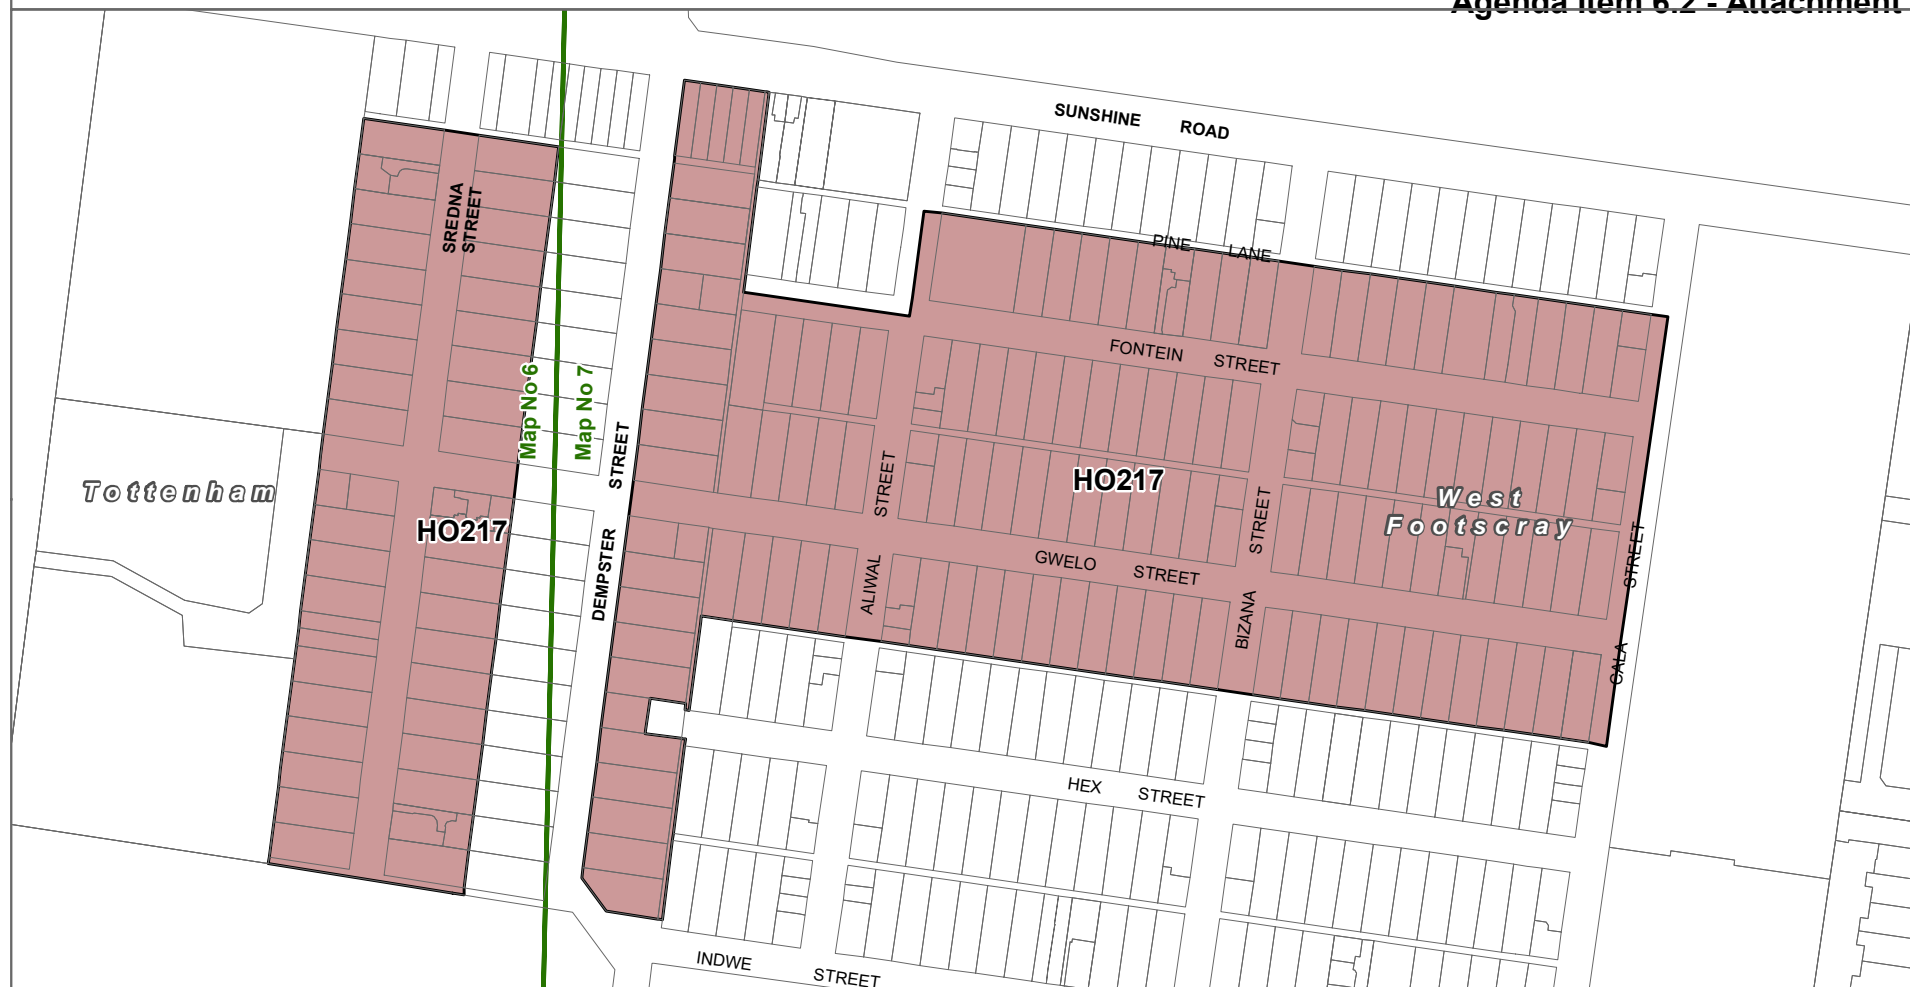 Agenda Item 6.2 - Attachment
SUNSHINE ROAD
SREDNA
STREET
PINE LANE
FONTEIN STREET
Map No 6
Map No 7
DEMPSTER STREET
Tottenham
HO217
HO217
West
Footscray
ALIWAL STREET
BIZANA STREET
CALA STREET
GWELO STREET
HEX STREET
INDWE STREET